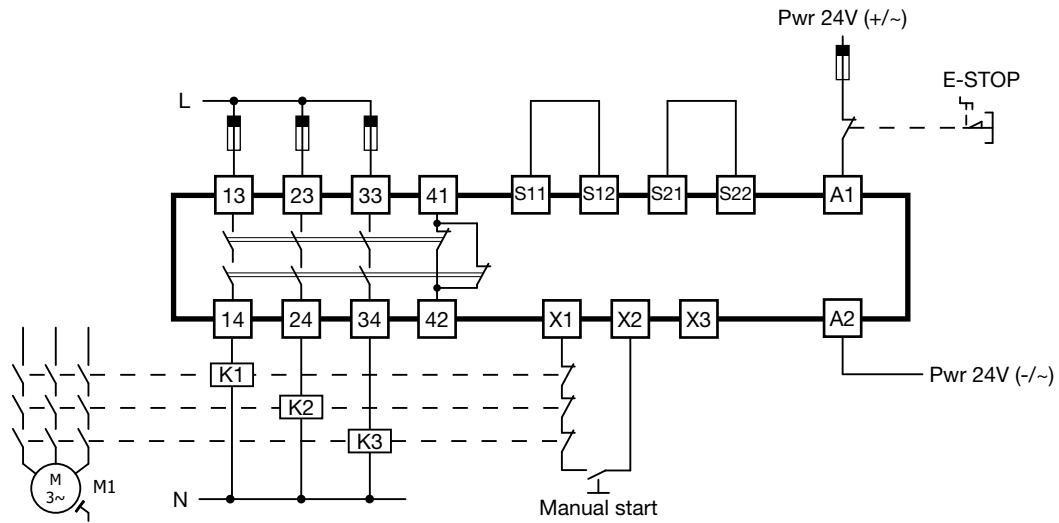 Pwr 24V (+/~)
E-STOP
L
13 23 33 41 S11 S12 S21 S22 A1
14 24 34 42 X1 X2 X3 A2
K1
Pwr 24V (-/~)
K2
K3
M
3~
M1
N
Manual start